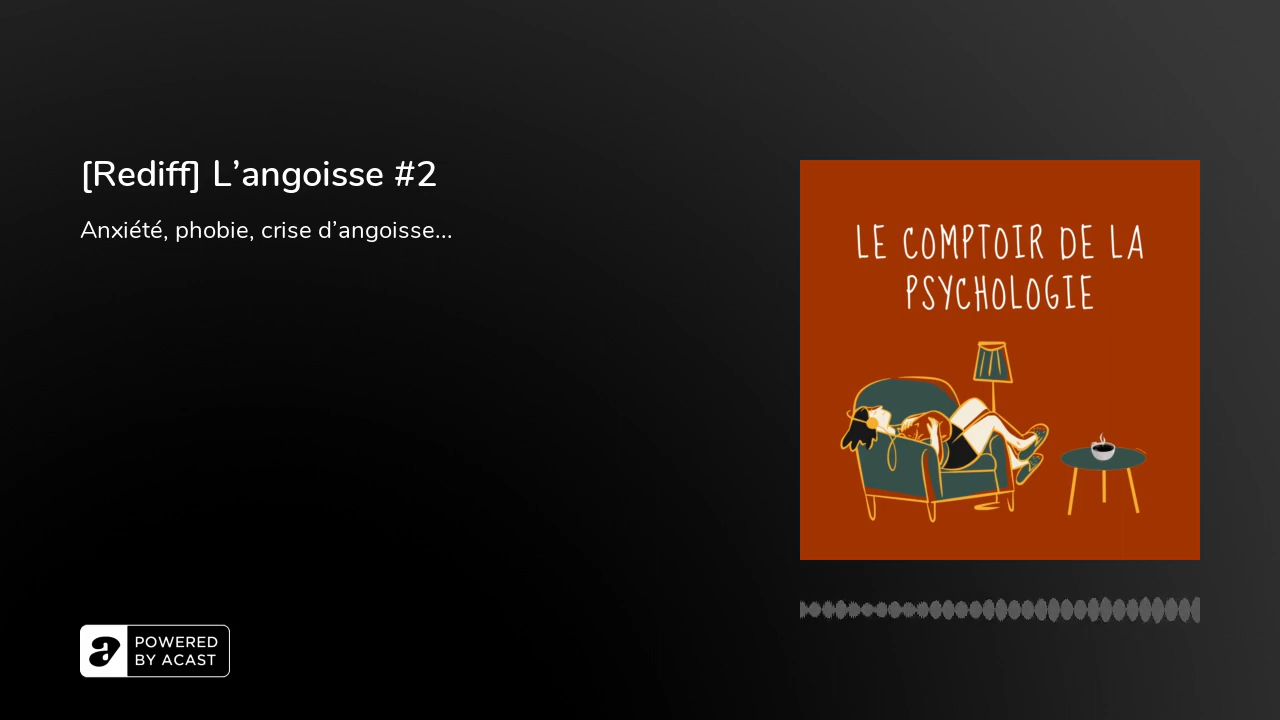 [Rediff] L’angoisse #2
Anxiété, phobie, crise d’angoisse...
LE COMPTOIR DE LA
PSYCHOLOGIE
POWERED
BY ACAST